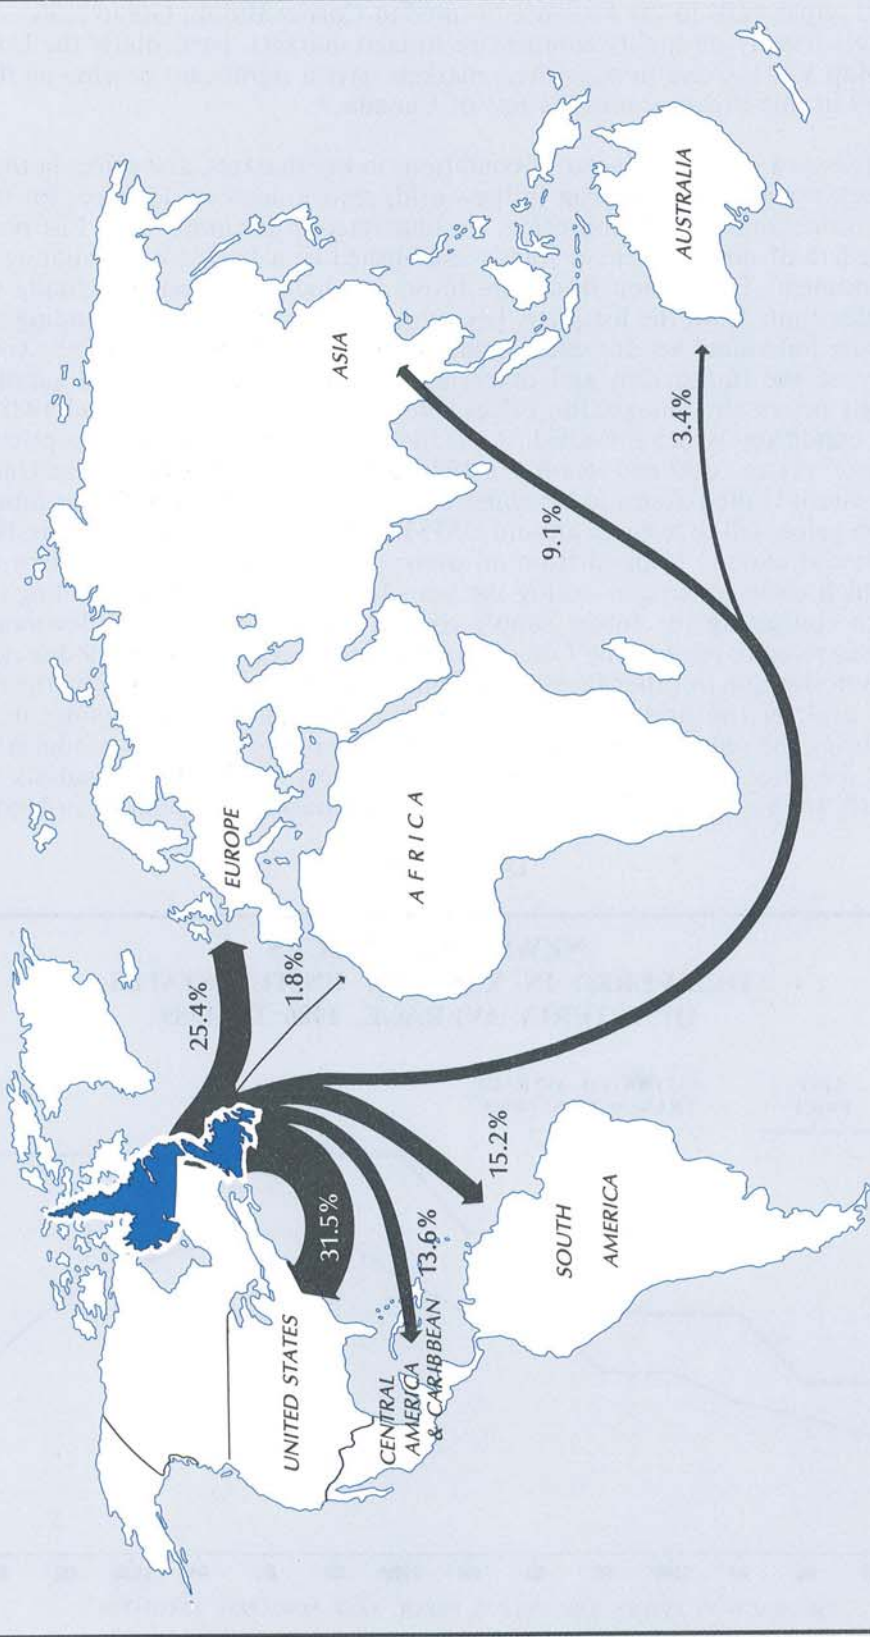 25.4%
EUROPE
ASIA
1.8%
AFRICA
9.1%
3.4%
AUSTRALIA
UNITED STATES
31.5%
CENTRAL
AMERICA
& CARIBBEAN
13.6%
15.2%
SOUTH
AMERICA